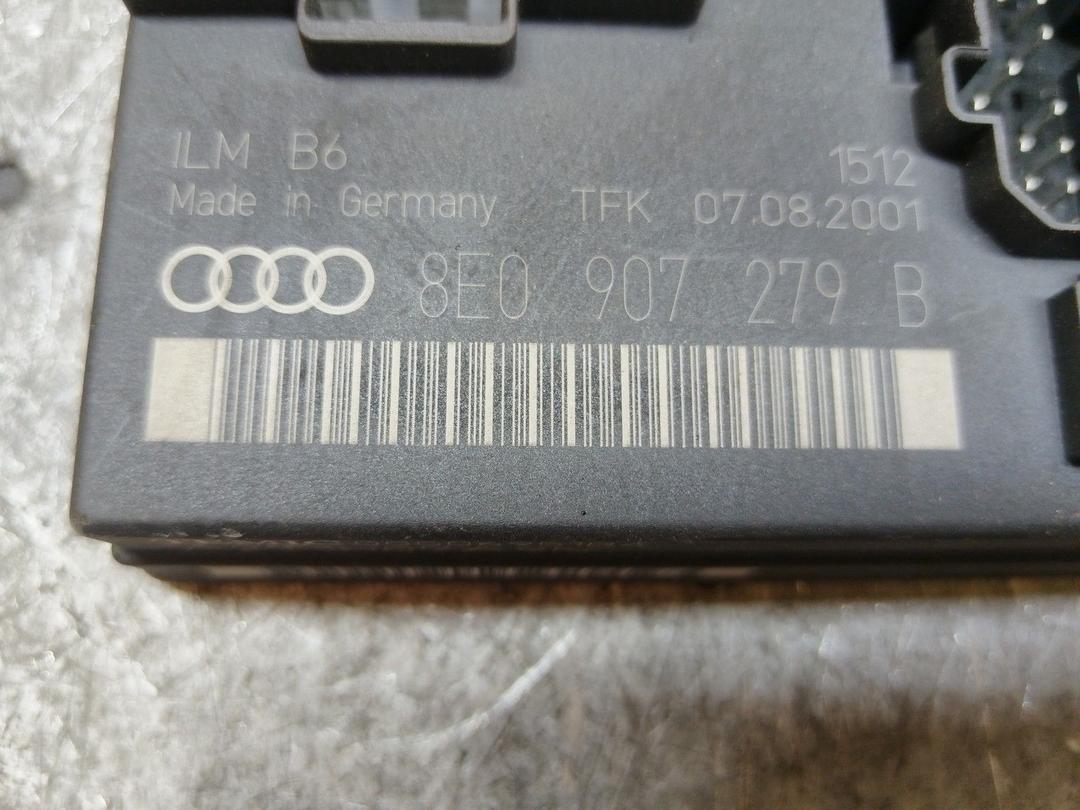 ILM B6 1512
Made in Germany TFK 07.08.2001
8E0 907 279 B